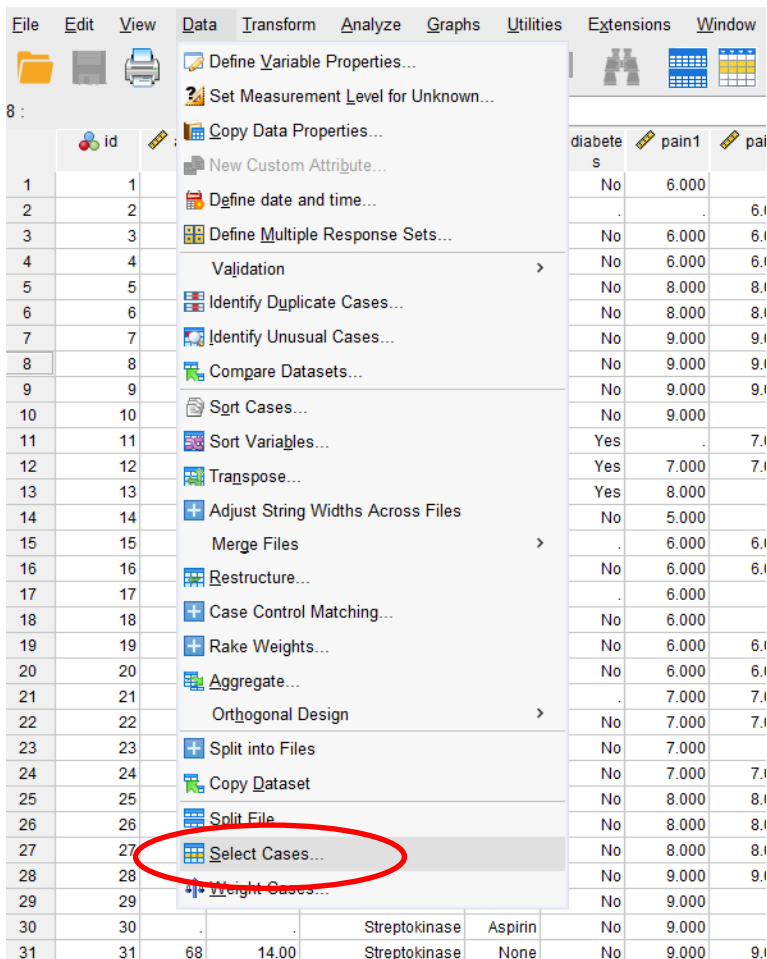 File Edit View Data Transform Analyze Graphs Utilities Extensions Window
8 :
Define Variable Properties...
Set Measurement Level for Unknown...
Copy Data Properties...
New Custom Attribute...
Define date and time...
Define Multiple Response Sets...
Validation
Identify Duplicate Cases...
Identify Unusual Cases...
Compare Datasets...
Sort Cases...
Sort Variables...
Transpose...
Adjust String Widths Across Files
Merge Files
Restructure...
Case Control Matching...
Rake Weights...
Aggregate...
Orthogonal Design
Split into Files
Copy Dataset
Split File
Select Cases...
Weight Cases...
id diabete pain1
s
1 1 No 6.000
2 2 . .
3 3 No 6.000
4 4 No 6.000
5 5 No 8.000
6 6 No 8.000
7 7 No 9.000
8 8 No 9.000
9 9 No 9.000
10 10 No 9.000
11 11 Yes .
12 12 Yes 7.000
13 13 Yes 8.000
14 14 No 5.000
15 15 . 6.000
16 16 No 6.000
17 17 . 6.000
18 18 No 6.000
19 19 No 6.000
20 20 No 6.000
21 21 . 7.000
22 22 No 7.000
23 23 No 7.000
24 24 No 7.000
25 25 No 8.000
26 26 No 8.000
27 27 No 8.000
28 28 No 9.000
29 29 No 9.000
30 30 . . Streptokinase Aspirin No 9.000
31 31 68 14.00 Streptokinase None No 9.000